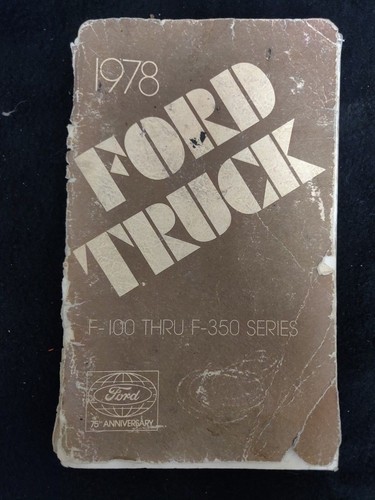 1978
FORD
TRUCK
F-100 THRU F-350 SERIES
Ford
75TH ANNIVERSARY